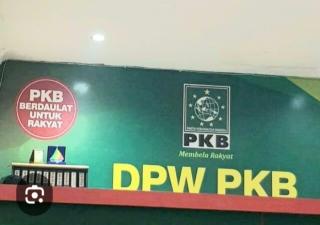 PKB
BERDAULAT
UNTUK
RAKYAT
PKB
Membela Rakyat
DPW PKB